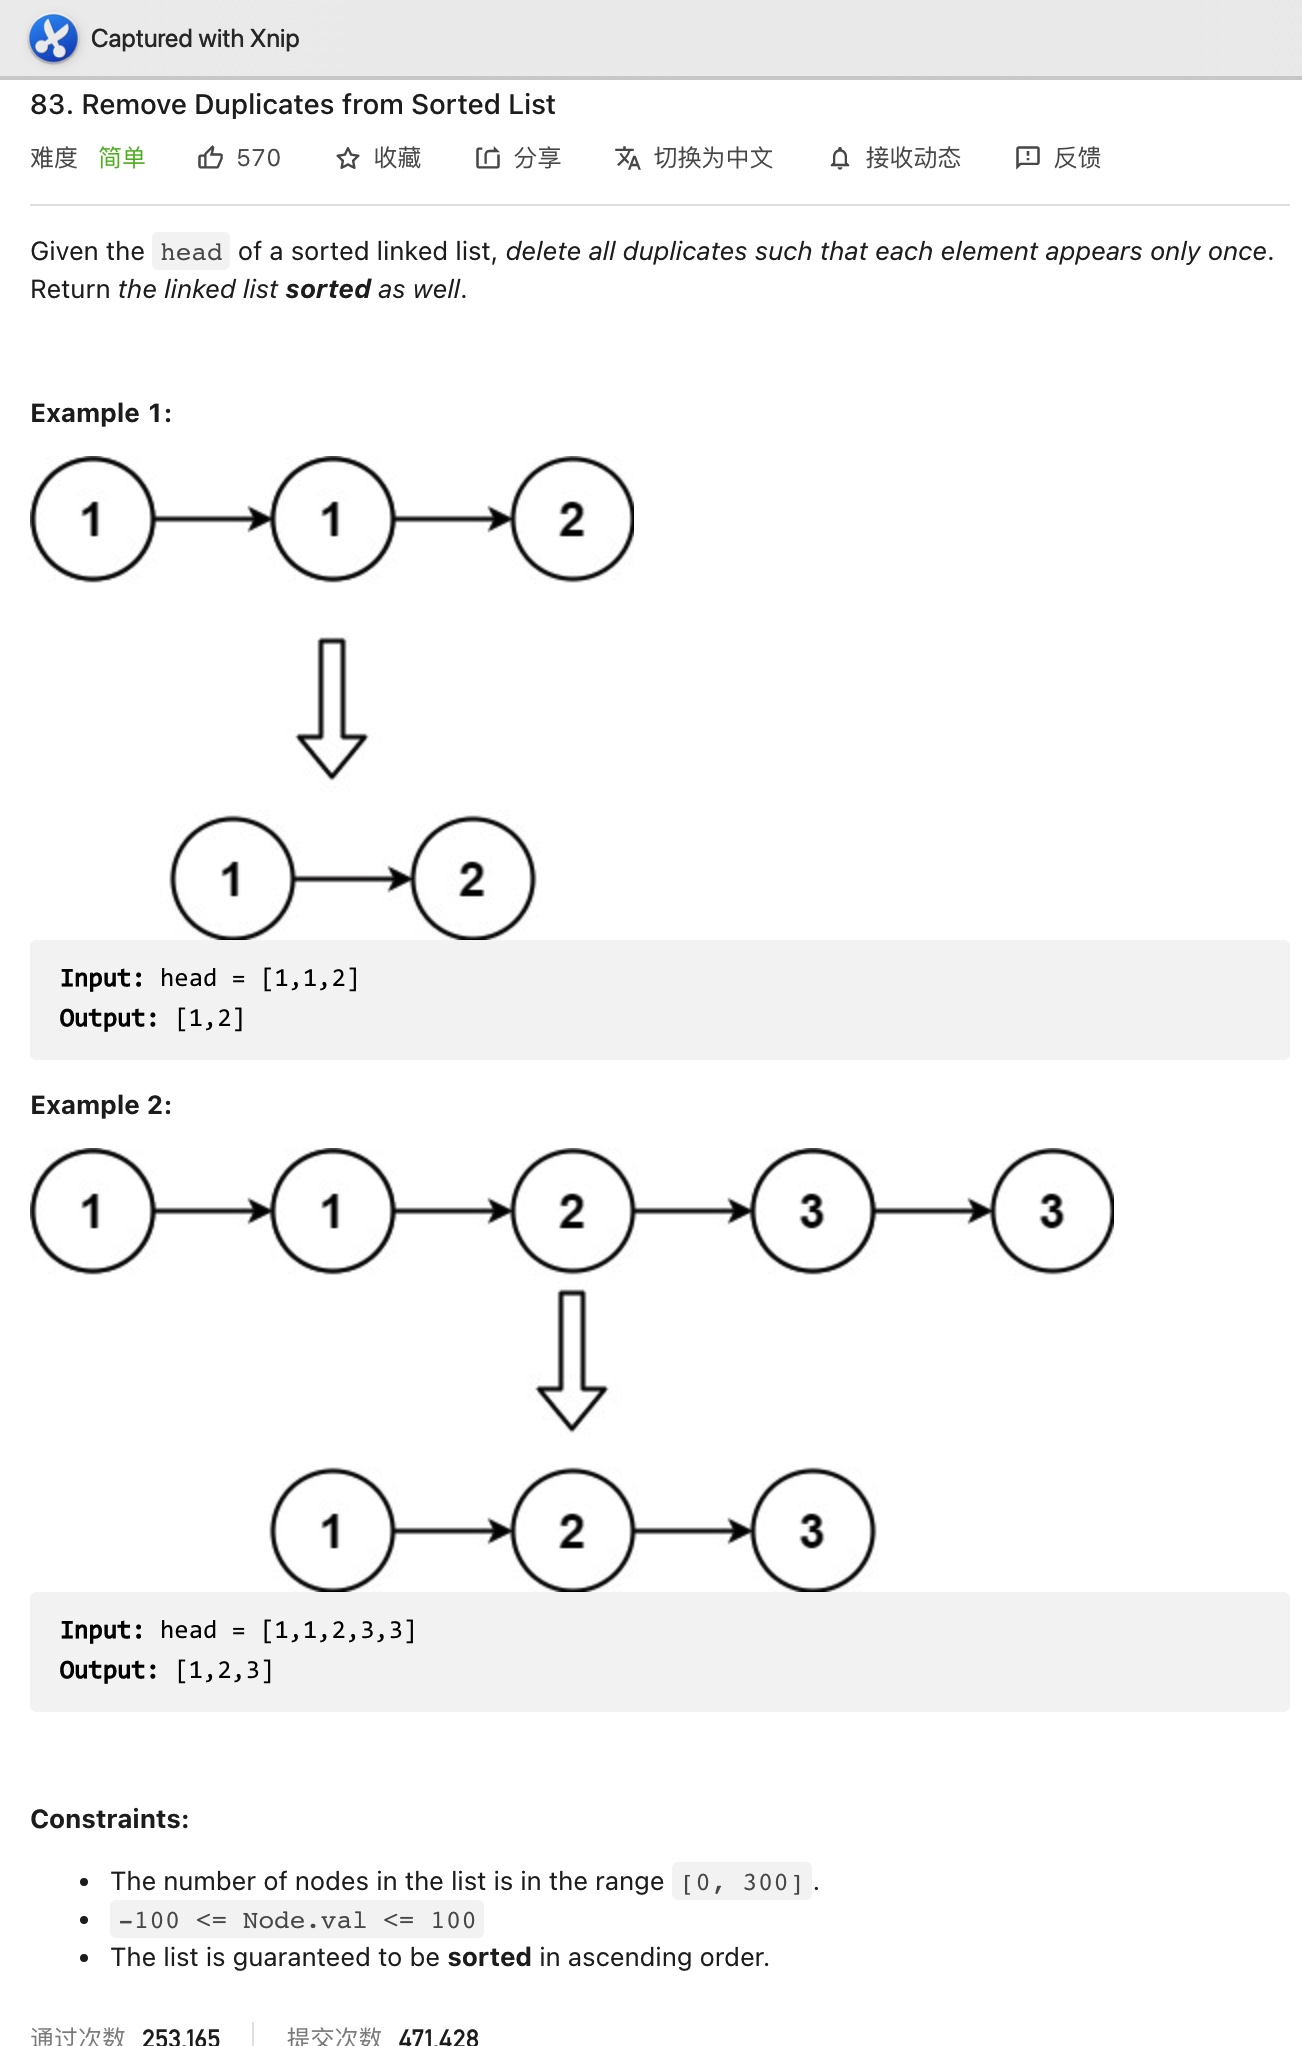 Captured with Xnip
83. Remove Duplicates from Sorted List
难度 简单 570 收藏 分享 切换为中文 接收动态 反馈
Given the head of a sorted linked list, delete all duplicates such that each element appears only once.
Return the linked list sorted as well.
Example 1:
1 1 2
1 2
Input: head = [1,1,2]
Output: [1,2]
Example 2:
1 1 2 3 3
1 2 3
Input: head = [1,1,2,3,3]
Output: [1,2,3]
Constraints:
The number of nodes in the list is in the range [0, 300].
-100 <= Node.val <= 100
The list is guaranteed to be sorted in ascending order.
通过次数 253,165 提交次数 471,428